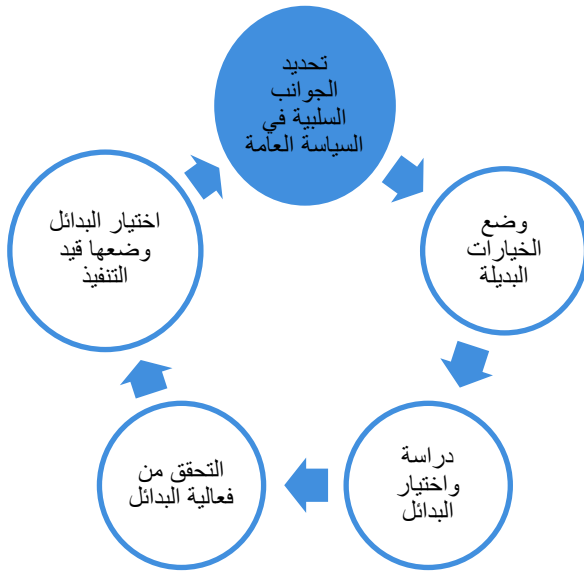 تحديد
الجوانب
السلبية في
السياسة العامة
وضع
الخيارات
البديلة
دراسة
واختيار
البدائل
التحقق من
فعالية البدائل
اختيار البدائل
وضعها قيد
التنفيذ